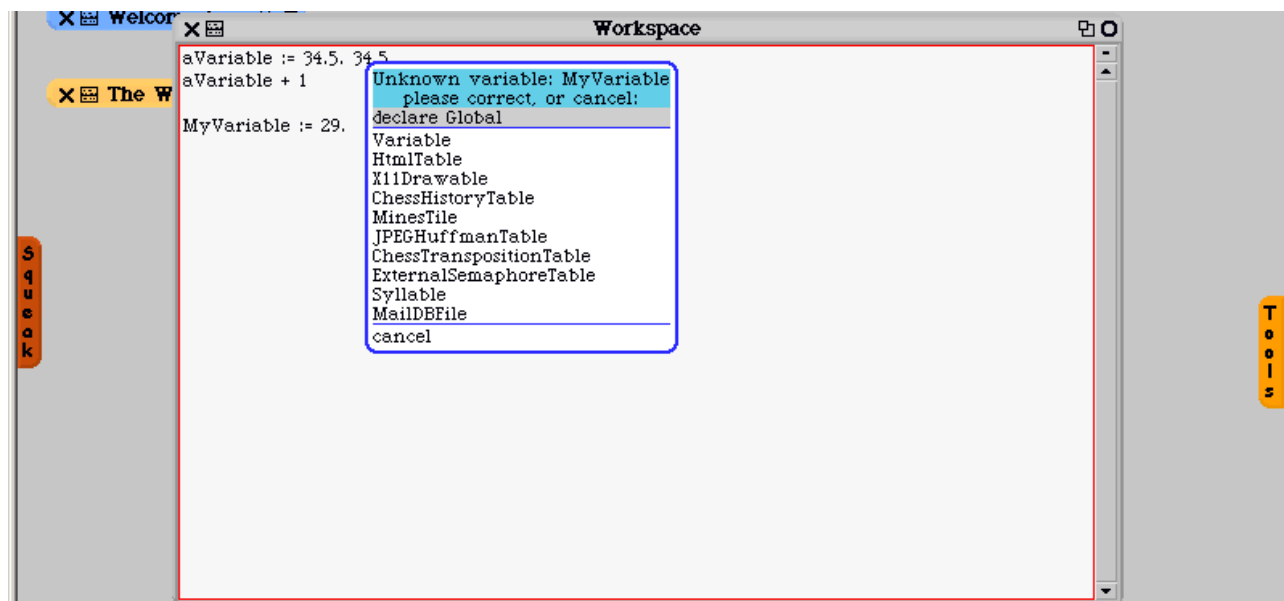 Welcom
Workspace
aVariable := 34.5. 34.5
aVariable + 1
The W
MyVariable := 29.
Unknown variable: MyVariable
please correct, or cancel:
declare Global
Variable
HtmlTable
X11Drawable
ChessHistoryTable
MinesTile
JPEGHuffmanTable
ChessTranspositionTable
ExternalSemaphoreTable
Syllable
MailDBFile
cancel
Squeak
Tools